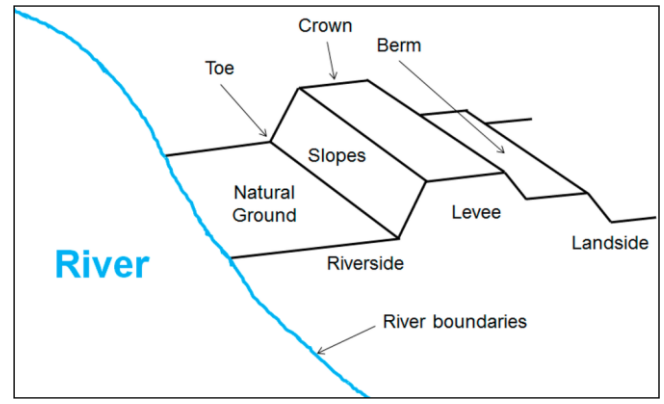 Crown
Berm
Toe
Slopes
Natural
Ground
Levee
Landside
River
Riverside
River boundaries